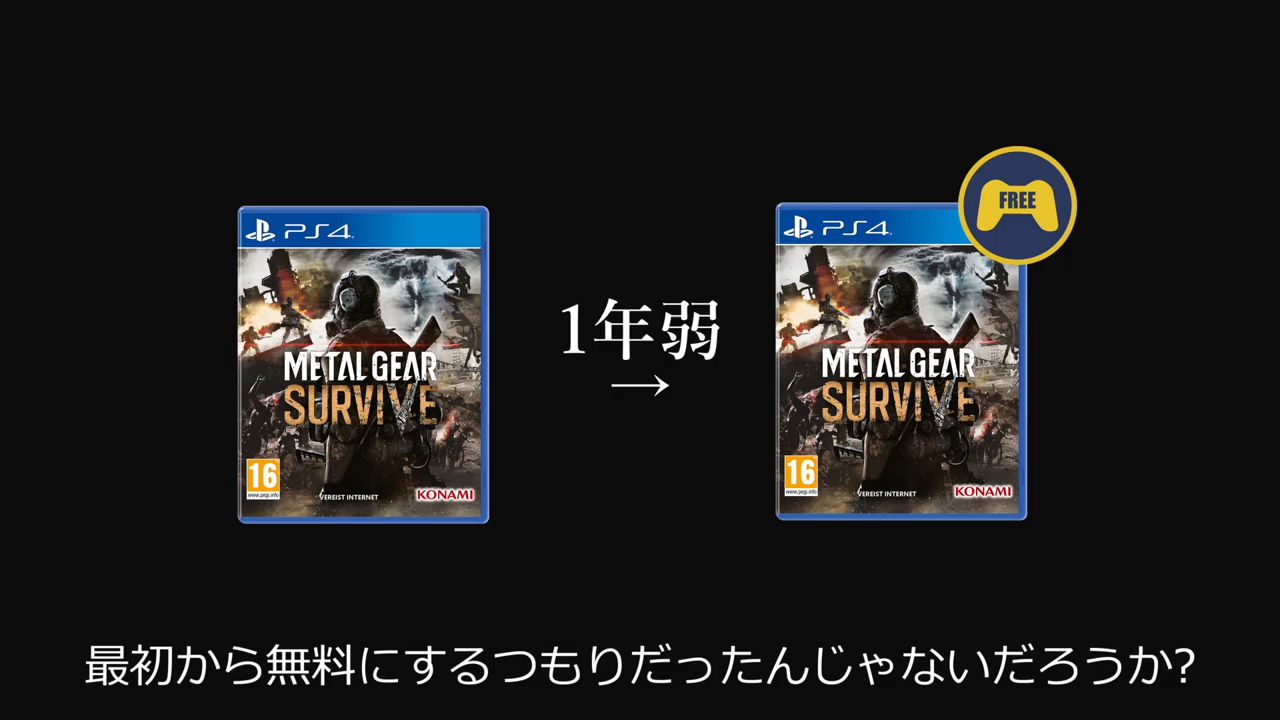 PS4
METAL GEAR
SURVIVE
16
www.pegi.info
VEREIST INTERNET
KONAMI
1年弱
→
FREE
PS4
METAL GEAR
SURVIVE
16
www.pegi.info
VEREIST INTERNET
KONAMI
最初から無料にするつもりだったんじゃないだろうか?